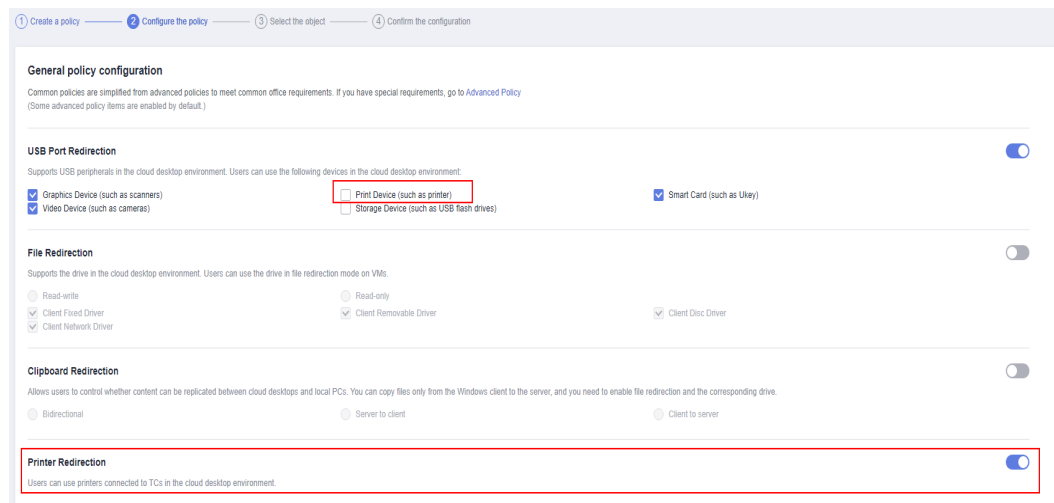 1 Create a policy 2 Configure the policy 3 Select the object 4 Confirm the configuration
General policy configuration
Common policies are simplified from advanced policies to meet common office requirements. If you have special requirements, go to Advanced Policy
(Some advanced policy items are enabled by default.)
USB Port Redirection
Supports USB peripherals in the cloud desktop environment. Users can use the following devices in the cloud desktop environment:
Graphics Device (such as scanners) Print Device (such as printer) Smart Card (such as Ukey)
Video Device (such as cameras) Storage Device (such as USB flash drives)
File Redirection
Supports the drive in the cloud desktop environment. Users can use the drive in file redirection mode on VMs.
Read-write Read-only
Client Fixed Driver Client Removable Driver Client Disc Driver
Client Network Driver
Clipboard Redirection
Allows users to control whether content can be replicated between cloud desktops and local PCs. You can copy files only from the Windows client to the server, and you need to enable file redirection and the corresponding drive.
Bidirectional Server to client Client to server
Printer Redirection
Users can use printers connected to TCs in the cloud desktop environment.